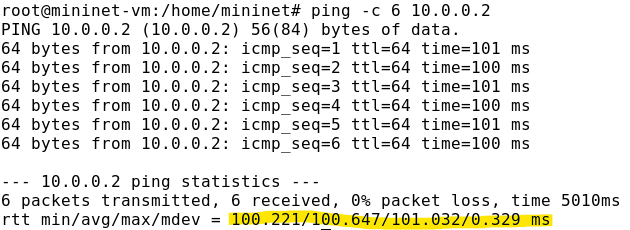 root@mininet-vm:/home/mininet# ping -c 6 10.0.0.2
PING 10.0.0.2 (10.0.0.2) 56(84) bytes of data.
64 bytes from 10.0.0.2: icmp_seq=1 ttl=64 time=101 ms
64 bytes from 10.0.0.2: icmp_seq=2 ttl=64 time=100 ms
64 bytes from 10.0.0.2: icmp_seq=3 ttl=64 time=101 ms
64 bytes from 10.0.0.2: icmp_seq=4 ttl=64 time=100 ms
64 bytes from 10.0.0.2: icmp_seq=5 ttl=64 time=101 ms
64 bytes from 10.0.0.2: icmp_seq=6 ttl=64 time=100 ms
--- 10.0.0.2 ping statistics ---
6 packets transmitted, 6 received, 0% packet loss, time 5010ms
rtt min/avg/max/mdev = 100.221/100.647/101.032/0.329 ms